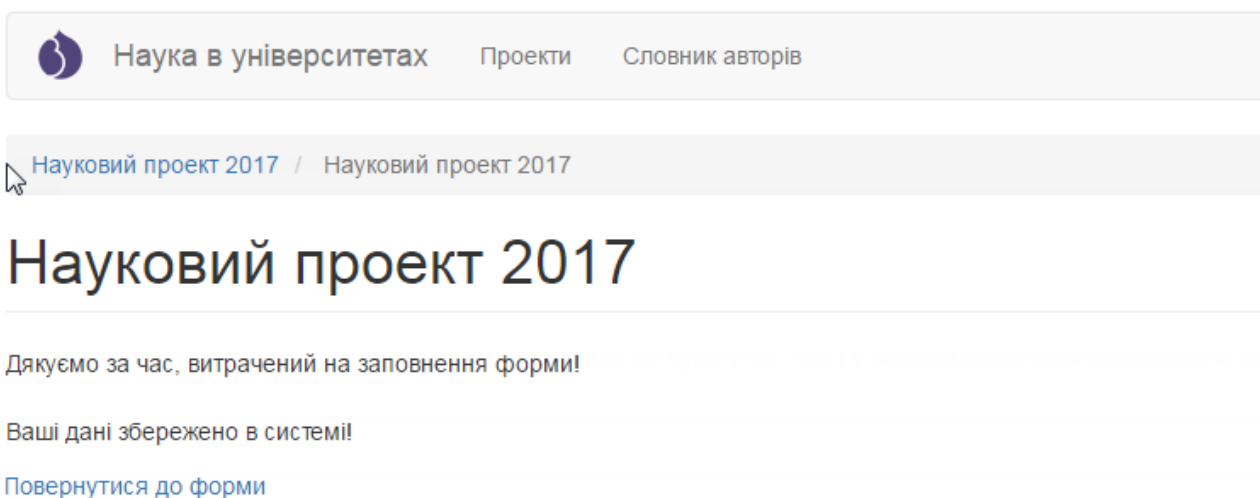 Наука в університетах Проекти Словник авторів
Науковий проект 2017 / Науковий проект 2017
Науковий проект 2017
Дякуємо за час, витрачений на заповнення форми!
Ваші дані збережено в системі!
Повернутися до форми